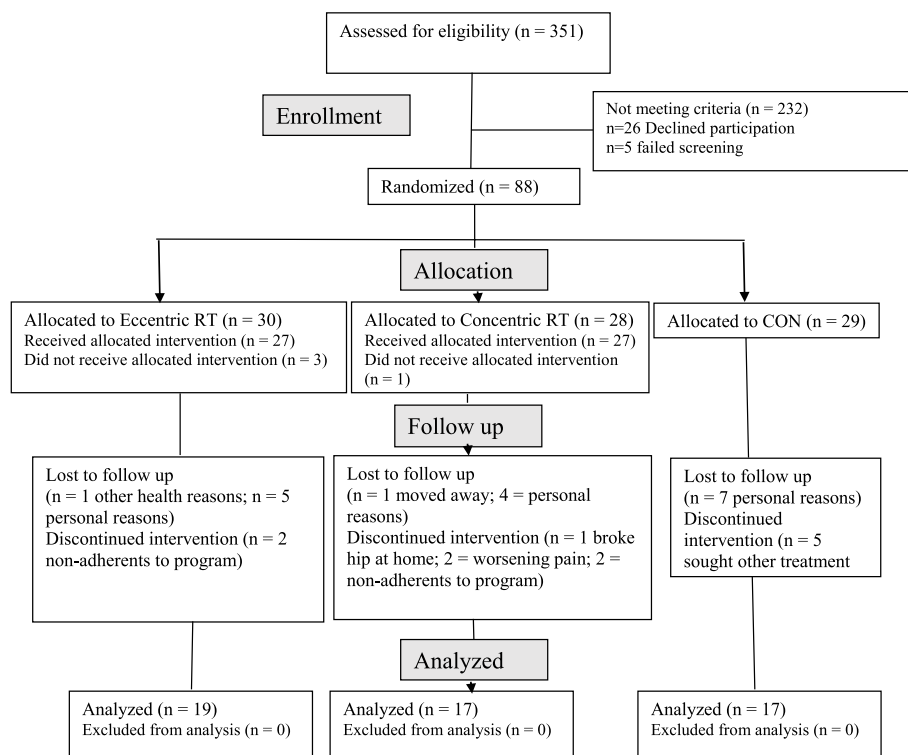 Assessed for eligibility (n = 351)
Enrollment
Not meeting criteria (n = 232)
n=26 Declined participation
n=5 failed screening
Randomized (n = 88)
Allocation
Allocated to Eccentric RT (n = 30)
Received allocated intervention (n = 27)
Did not receive allocated intervention (n = 3)
Allocated to Concentric RT (n = 28)
Received allocated intervention (n = 27)
Did not receive allocated intervention
(n = 1)
Allocated to CON (n = 29)
Follow up
Lost to follow up
(n = 1 other health reasons; n = 5
personal reasons)
Discontinued intervention (n = 2
non-adherents to program)
Lost to follow up
(n = 1 moved away; 4 = personal
reasons)
Discontinued intervention (n = 1 broke
hip at home; 2 = worsening pain; 2 =
non-adherents to program)
Lost to follow up
(n = 7 personal reasons)
Discontinued
intervention (n = 5
sought other treatment
Analyzed
Analyzed (n = 19)
Excluded from analysis (n = 0)
Analyzed (n = 17)
Excluded from analysis (n = 0)
Analyzed (n = 17)
Excluded from analysis (n = 0)